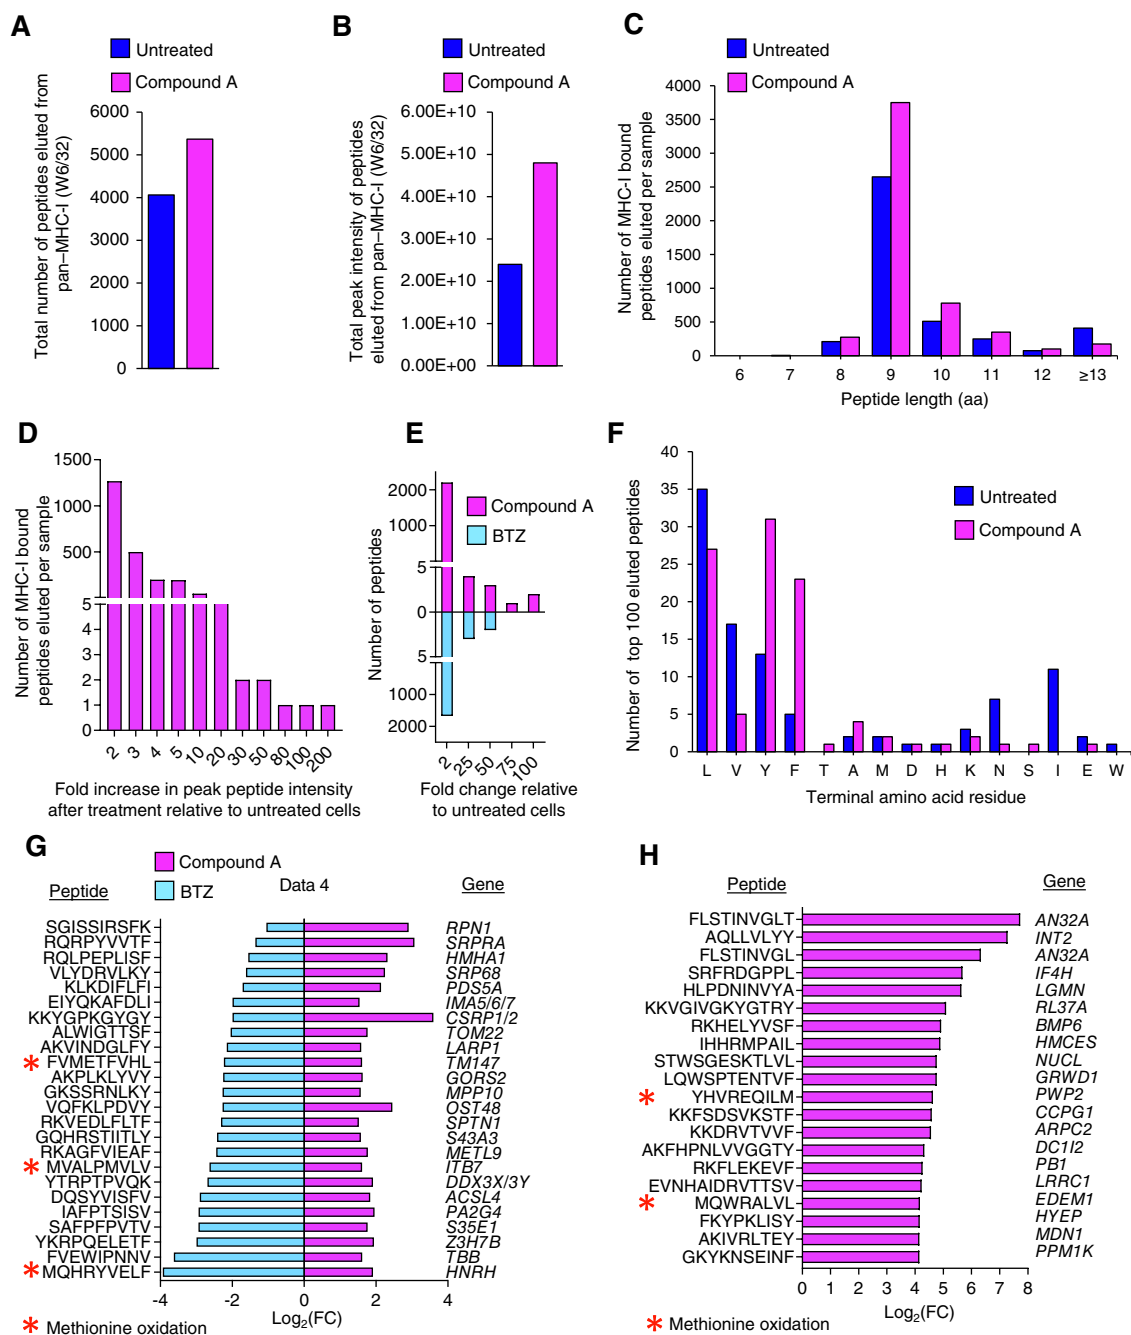 A
Untreated
Compound A
Total number of peptides eluted from
pan–MHC-I (W6/32)
6000
5000
4000
3000
2000
1000
0
B
Untreated
Compound A
Total peak intensity of peptides
eluted from pan–MHC-I (W6/32)
6.00E+10
5.00E+10
4.00E+10
3.00E+10
2.00E+10
1.00E+10
0.00E+00
C
Untreated
Compound A
Number of MHC-I bound
peptides eluted per sample
4000
3500
3000
2500
2000
1500
1000
500
0
6 7 8 9 10 11 12 ≥13
Peptide length (aa)
D
Number of MHC-I bound
peptides eluted per sample
1500
1000
500
5
4
3
2
1
0
2 3 4 5 10 20 30 50 80 100 200
Fold increase in peak peptide intensity
after treatment relative to untreated cells
E
Compound A
BTZ
Number of peptides
2000
1000
5
0
5
1000
2000
2 25 50 75 100
Fold change relative
to untreated cells
F
Untreated
Compound A
Number of top 100 eluted peptides
40
35
30
25
20
15
10
5
0
L V Y F T A M D H K N S I E W
Terminal amino acid residue
G
Compound A
BTZ
Peptide Data 4 Gene
SGISSIRSFK RPN1
RQRPYVVTF SRPRA
RQLPEPLISF HMHA1
VLYDRVLKY SRP68
KLKDIFLFI PDS5A
EIYQKAFDLI IMA5/6/7
KKYGPKGYGY CSRP1/2
ALWIGTTSF TOM22
AKVINDGLFY LARP1
* FVMETFVHL TM147
AKPLKLYVY GORS2
GKSSRNLKY MPP10
VQFKLPDVY OST48
RKVEDLFLTF SPTN1
GQHRSTIITLY S43A3
RKAGFVIEAF METL9
* MVALPMVLV ITB7
YTRPTPVQK DDX3X/3Y
DQSYVISFV ACSL4
IAFPTSISV PA2G4
SAFPFPVTV S35E1
YKRPQELETF Z3H7B
FVEWIPNNV TBB
* MQHRYVELF HNRH
-4 -2 0 2 4
Log2(FC)
* Methionine oxidation
H
Peptide Gene
FLSTINVGLT AN32A
AQLLVLYY INT2
FLSTINVGL AN32A
SRFRDGPPL IF4H
HLPDNINVYA LGMN
KKVGIVGKYGTRY RL37A
RKHELYVSF BMP6
IHHRMPAIL HMCES
STWSGESKTLVL NUCL
LQWSPTENTVF GRWD1
* YHVREQILM PWP2
KKFSDSVKSTF CCPG1
KKDRVTVVF ARPC2
AKFHPNLVVGGTY DC1I2
RKFLEKEVF PB1
EVNHAIDRVTTSV LRRC1
* MQWRALVL EDEM1
FKYPKLISY HYEP
AKIVRLTEY MDN1
GKYKNSEINF PPM1K
0 1 2 3 4 5 6 7 8
Log2(FC)
* Methionine oxidation